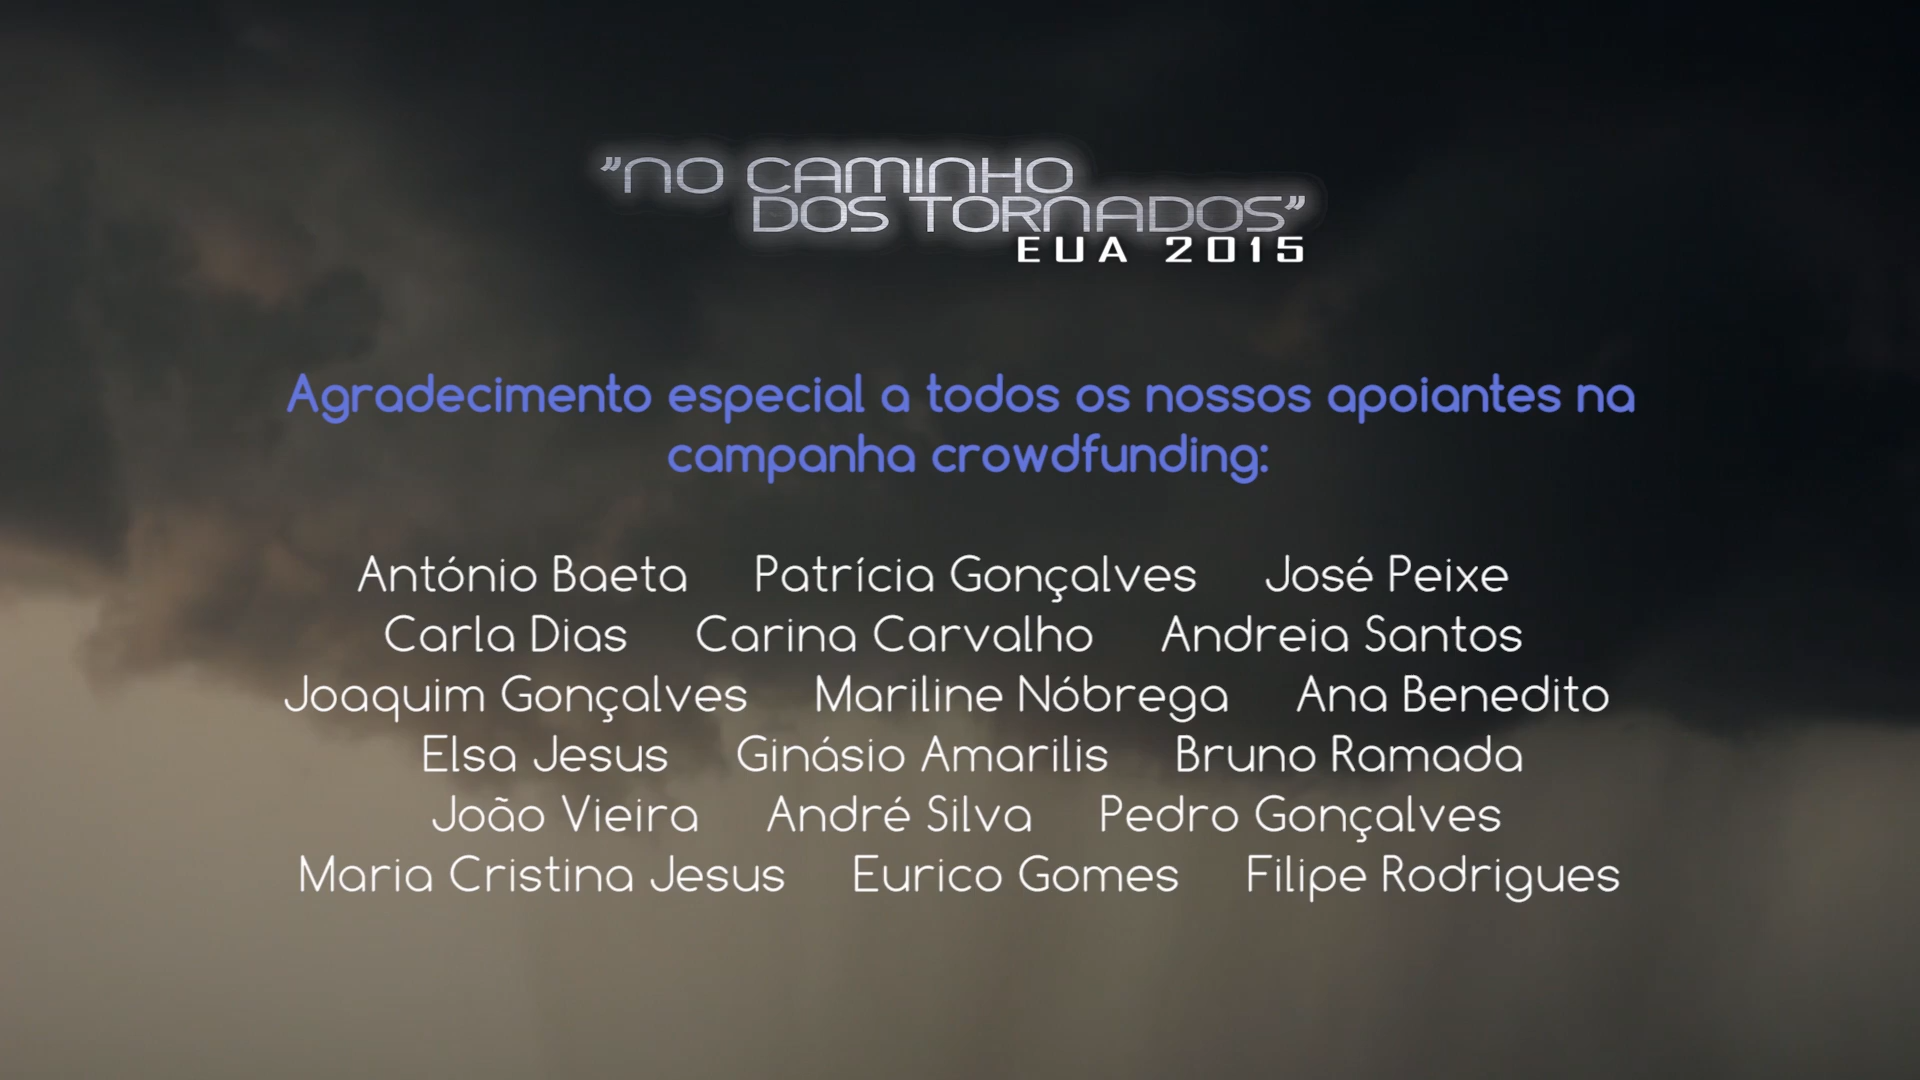 "NO CAMINHO
DOS TORNADOS"
EUA 2015
Agradecimento especial a todos os nossos apoiantes na
campanha crowdfunding:
António Baeta Patrícia Gonçalves José Peixe
Carla Dias Carina Carvalho Andreia Santos
Joaquim Gonçalves Mariline Nóbrega Ana Benedito
Elsa Jesus Ginásio Amarilis Bruno Ramada
João Vieira André Silva Pedro Gonçalves
Maria Cristina Jesus Eurico Gomes Filipe Rodrigues